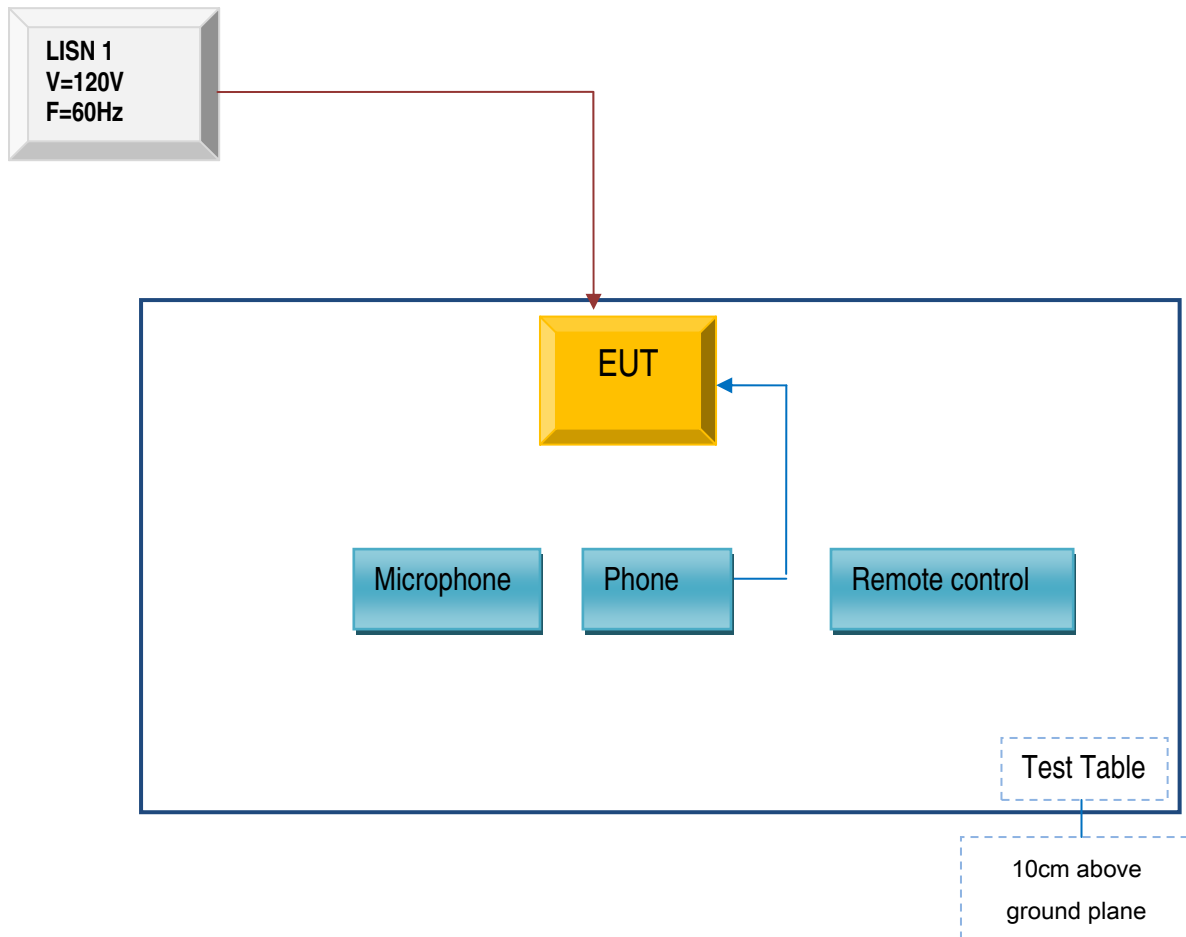 LISN 1
V=120V
F=60Hz
EUT
Microphone
Phone
Remote control
Test Table
10cm above
ground plane